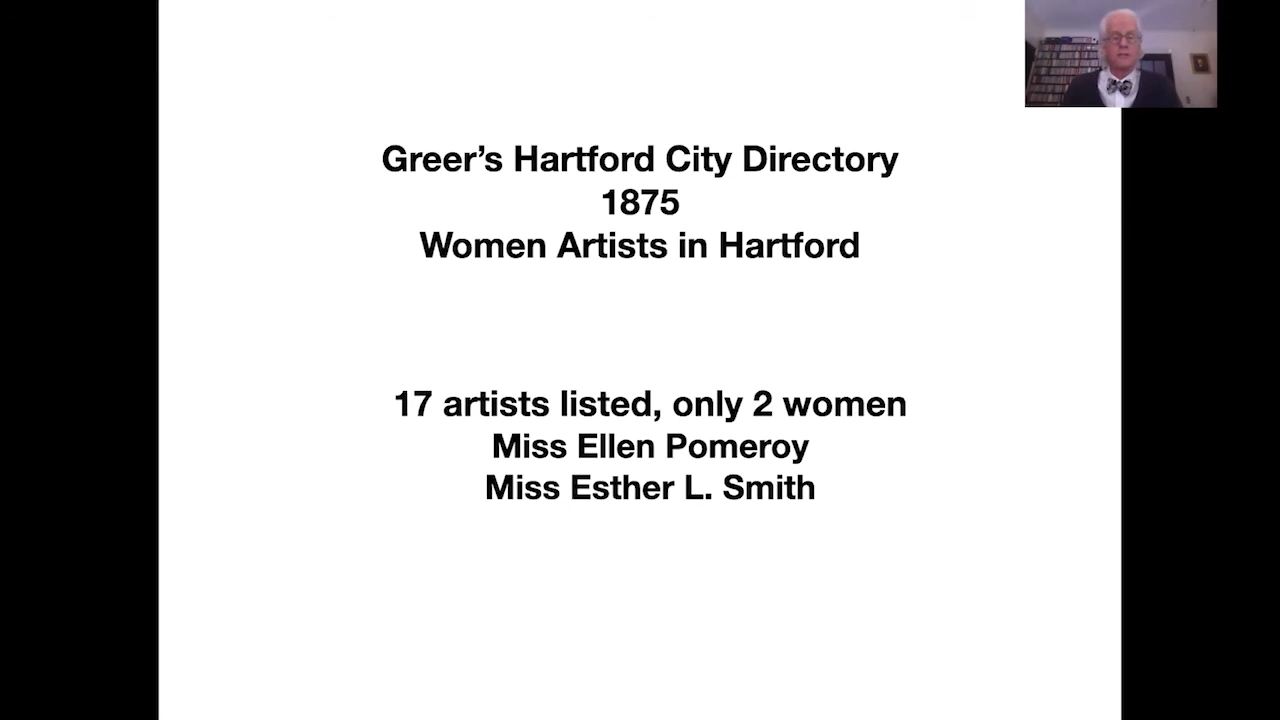 Greer’s Hartford City Directory
1875
Women Artists in Hartford
17 artists listed, only 2 women
Miss Ellen Pomeroy
Miss Esther L. Smith